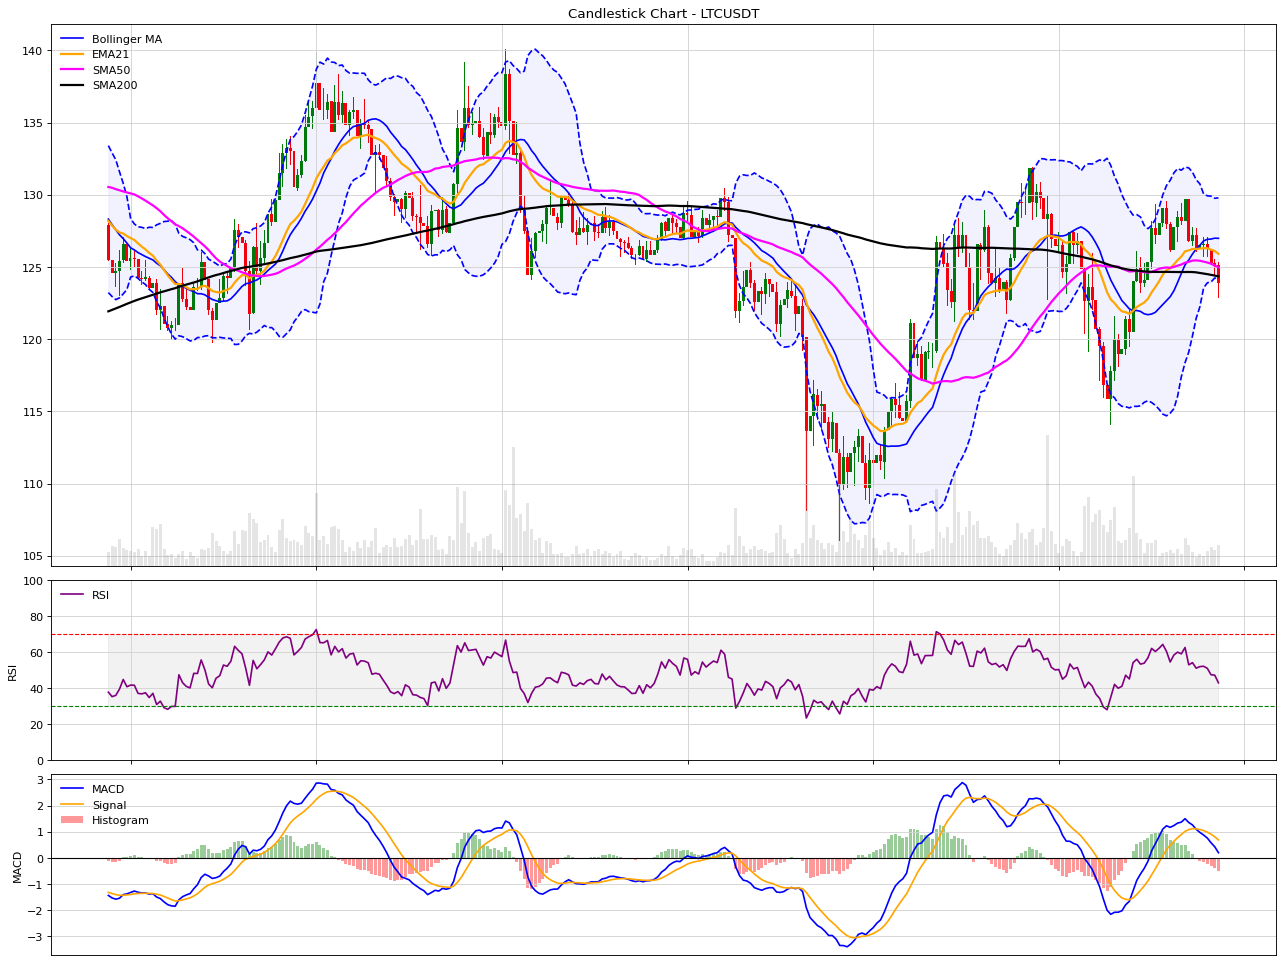 Candlestick Chart - LTCUSDT
Bollinger MA
EMA21
SMA50
SMA200
140
135
130
125
120
115
110
105
100
80
60
40
20
0
RSI
RSI
3
2
1
0
−1
−2
−3
MACD
MACD
Signal
Histogram